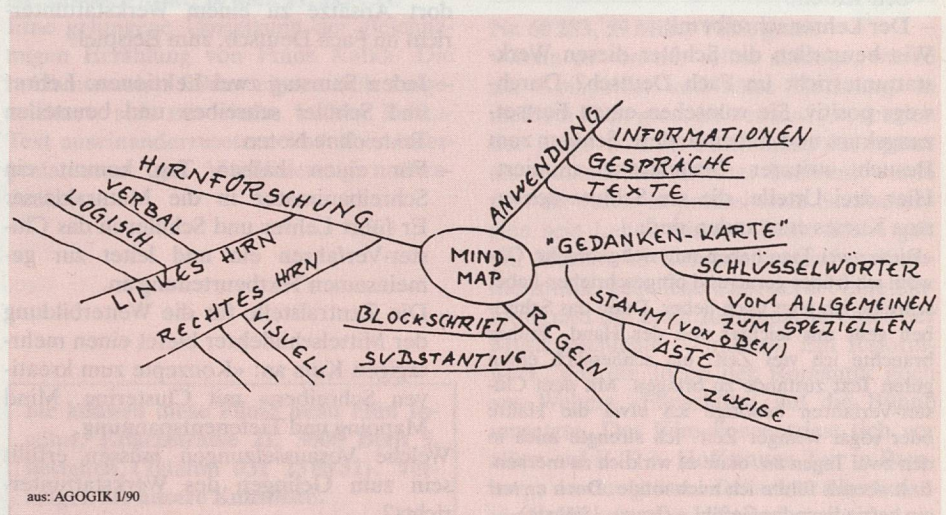 HIRNFORSCHUNG
VERBAL
LOGISCH
LINKES HIRN
RECHTES HIRN
VISUELL
MIND-
MAP
ANWENDUNG
INFORMATIONEN
GESPRÄCHE
TEXTE
"GEDANKEN-KARTE"
SCHLÜSSELWÖRTER
VOM ALLGEMEINEN
ZUM SPEZIELLEN
STAMM (VON
OBEN)
ÄSTE
ZWEIGE
REGELN
BLOCKSCHRIFT
SUBSTANTIVE
aus: AGOGIK 1/90